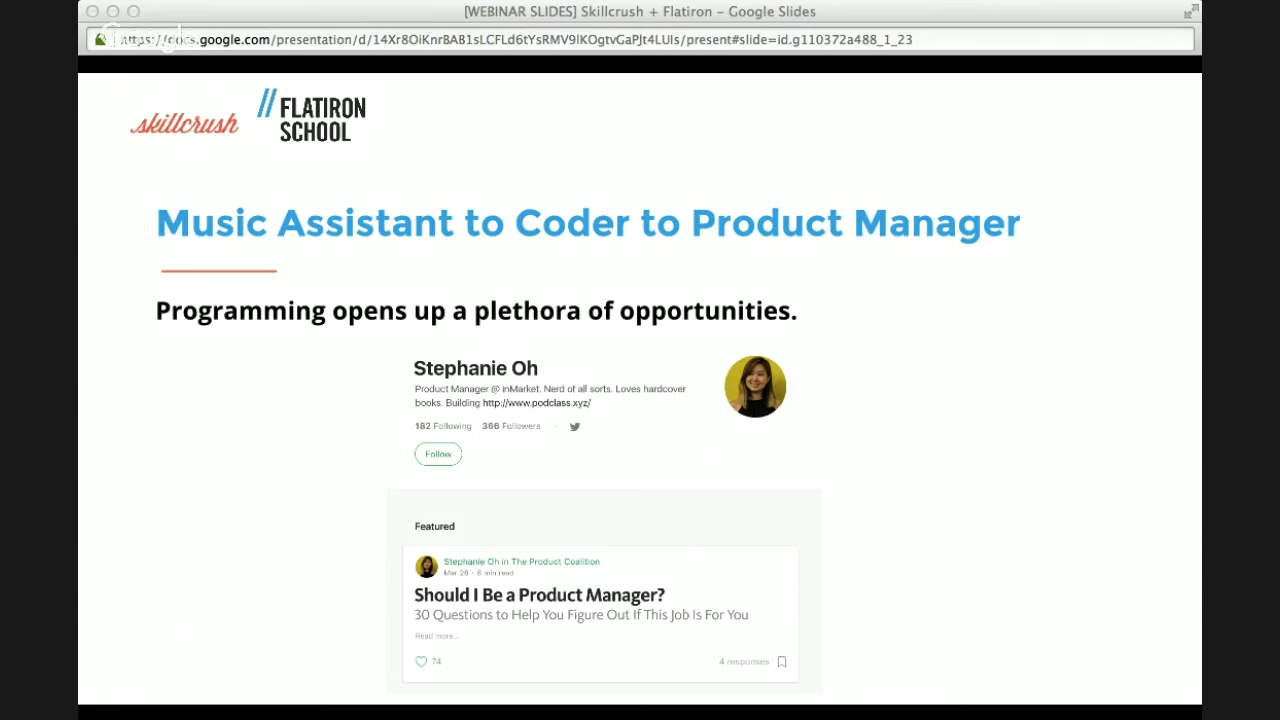 [WEBINAR SLIDES] Skillcrush + Flatiron – Google Slides
https://docs.google.com/presentation/d/14Xr8OiKnrBAB1sLCFLd6tYsRMV9lKOgtvGaPJt4LUIs/present#slide=id.g110372a488_1_23
skillcrush
// FLATIRON
SCHOOL
Music Assistant to Coder to Product Manager
Programming opens up a plethora of opportunities.
Stephanie Oh
Product Manager @ inMarket. Nerd of all sorts. Loves hardcover
books. Building http://www.podclass.xyz/
182 Following 366 Followers
Follow
Featured
Stephanie Oh in The Product Coalition
Mar 28 · 8 min read
Should I Be a Product Manager?
30 Questions to Help You Figure Out If This Job Is For You
Read more...
74
4 responses